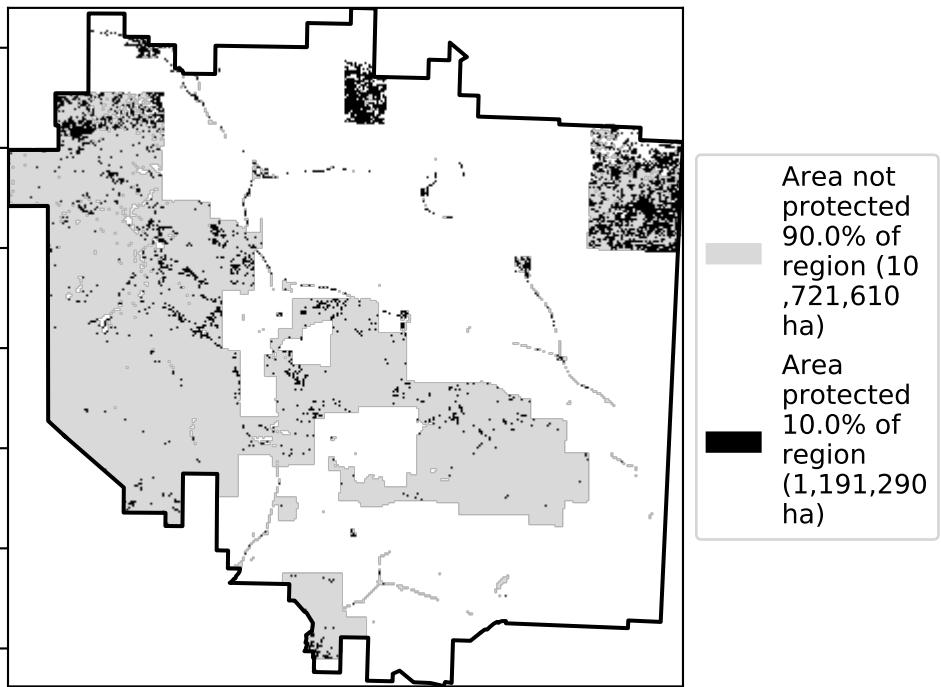 Area not
protected
90.0% of
region (10
,721,610
ha)
Area
protected
10.0% of
region
(1,191,290
ha)